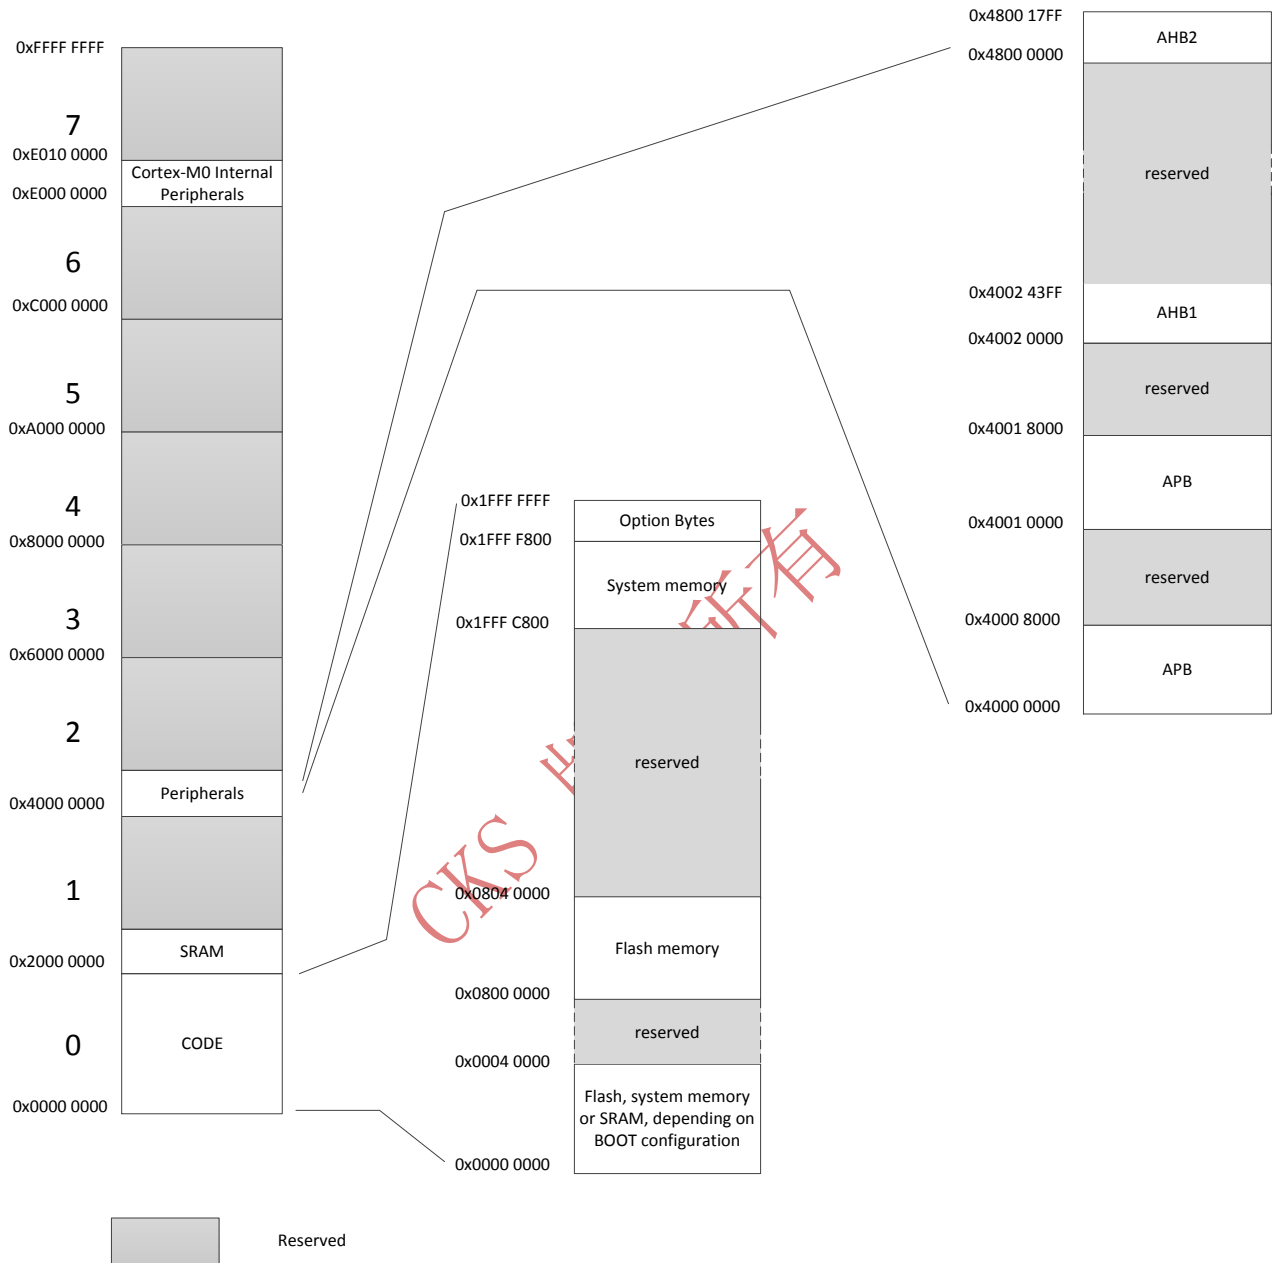 0xFFFF FFFF
7
0xE010 0000
Cortex-M0 Internal
Peripherals
0xE000 0000
6
0xC000 0000
5
0xA000 0000
4
0x8000 0000
3
0x6000 0000
2
Peripherals
0x4000 0000
1
SRAM
0x2000 0000
0
CODE
0x0000 0000
0x1FFF FFFF
Option Bytes
0x1FFF F800
System memory
0x1FFF C800
reserved
0x0804 0000
Flash memory
0x0800 0000
reserved
0x0004 0000
Flash, system memory
or SRAM, depending on
BOOT configuration
0x0000 0000
0x4800 17FF
AHB2
0x4800 0000
reserved
0x4002 43FF
AHB1
0x4002 0000
reserved
0x4001 8000
APB
0x4001 0000
reserved
0x4000 8000
APB
0x4000 0000
CKS 所有
Reserved